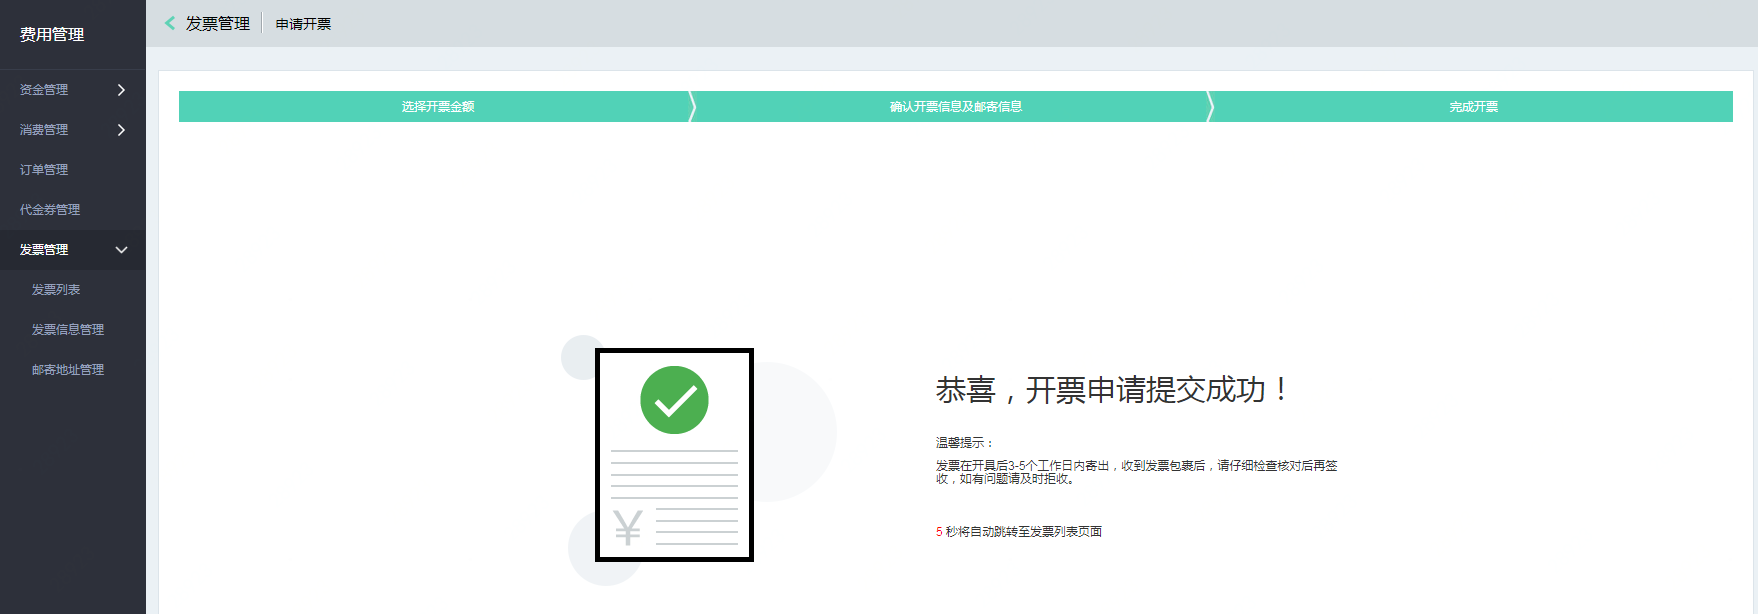 费用管理
资金管理
消费管理
订单管理
代金券管理
发票管理
发票列表
发票信息管理
邮寄地址管理
发票管理
申请开票
选择开票金额
确认开票信息及邮寄信息
完成开票
¥
恭喜，开票申请提交成功！
温馨提示：
发票在开具后3-5个工作日内寄出，收到发票包裹后，请仔细检查核对后再签
收，如有问题请及时拒收。
5 秒将自动跳转至发票列表页面